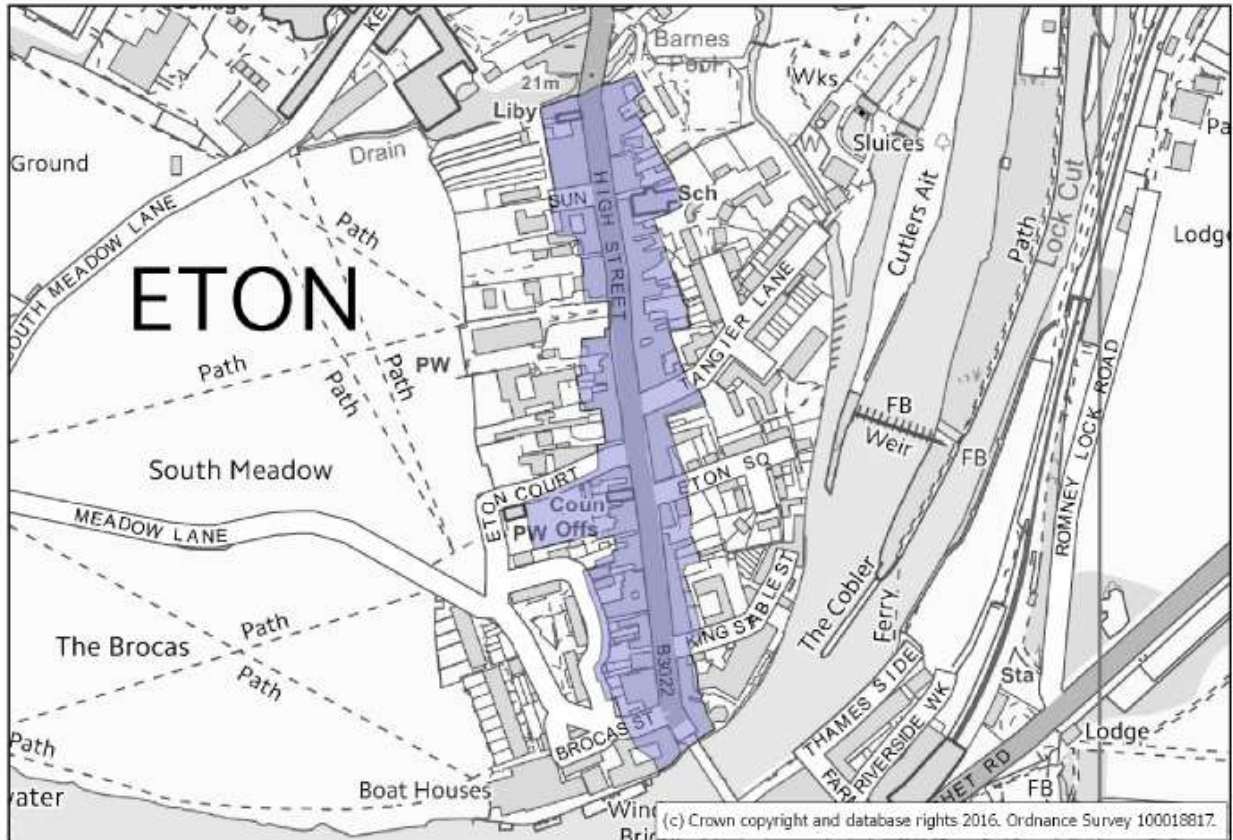 Barnes
Pool
21m
Liby
Wks
Sluices
Drain
Ground
SOUTH MEADOW LANE
Path
Sch
SUN
HIGH STREET
Cutlers Ait
Path
Lock Cut
Lodge
ETON
LANE
Path
PW
Path
Path
ROMNEY LOCK ROAD
FB
Weir
FB
South Meadow
ETON COURT
ETON SQ
MEADOW LANE
PW
Coun
Offs
The Cobler
Ferry
KING ST
The Brocas
Path
Path
B3022
Sta
THAMES SIDE
RIVERSIDE WK
BROCAS ST
Path
Lodge
Boat Houses
FB
(c) Crown copyright and database rights 2016. Ordnance Survey 100018817.